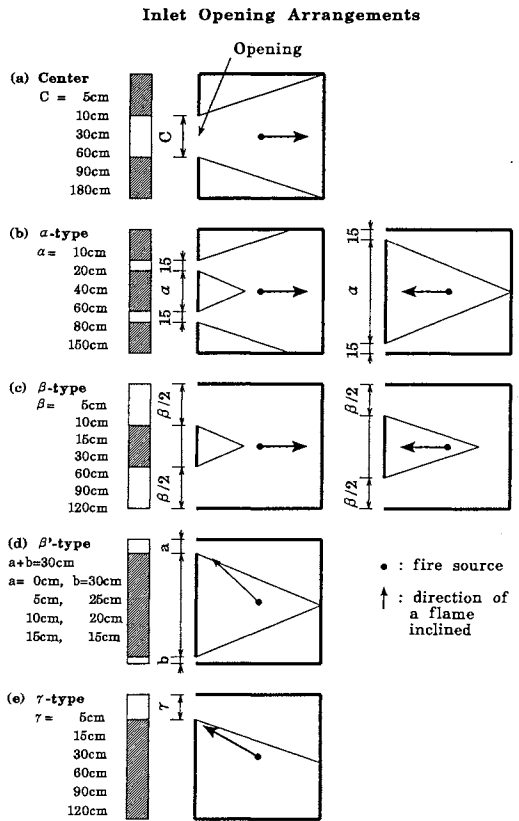 Inlet Opening Arrangements
Opening
(a) Center
C = 5cm
10cm
30cm
60cm
90cm
180cm
C
(b) α-type
α = 10cm
20cm
40cm
60cm
80cm
150cm
15
α
15
15
α
15
(c) β-type
β = 5cm
10cm
15cm
30cm
60cm
90cm
120cm
β/2
β/2
β/2
β/2
(d) β'-type
a+b=30cm
a= 0cm, b=30cm
5cm, 25cm
10cm, 20cm
15cm, 15cm
a
b
: fire source
: direction of
a flame
inclined
(e) γ-type
γ = 5cm
15cm
30cm
60cm
90cm
120cm
γ